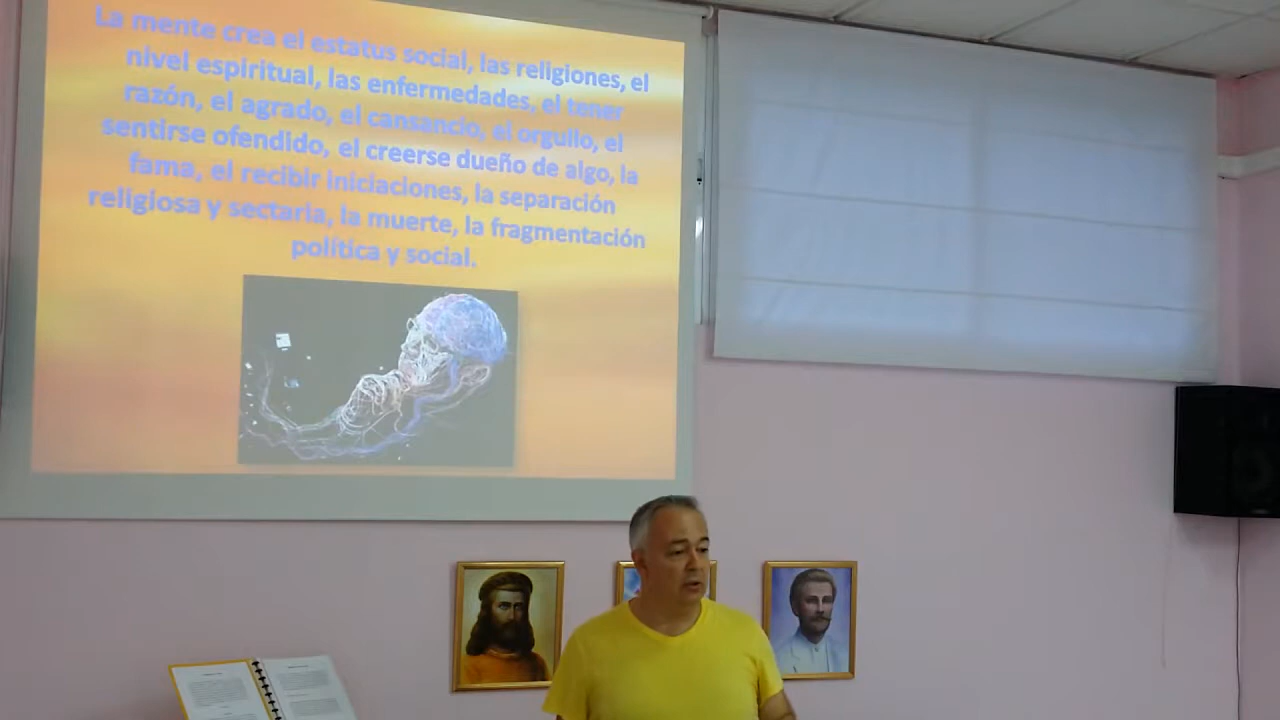 La mente crea el estatus social, las religiones, el
nivel espiritual, las enfermedades, el tener
razón, el agrado, el cansancio, el orgullo, el
sentirse ofendido, el creerse dueño de algo, la
fama, el recibir iniciaciones, la separación
religiosa y sectaria, la muerte, la fragmentación
política y social.